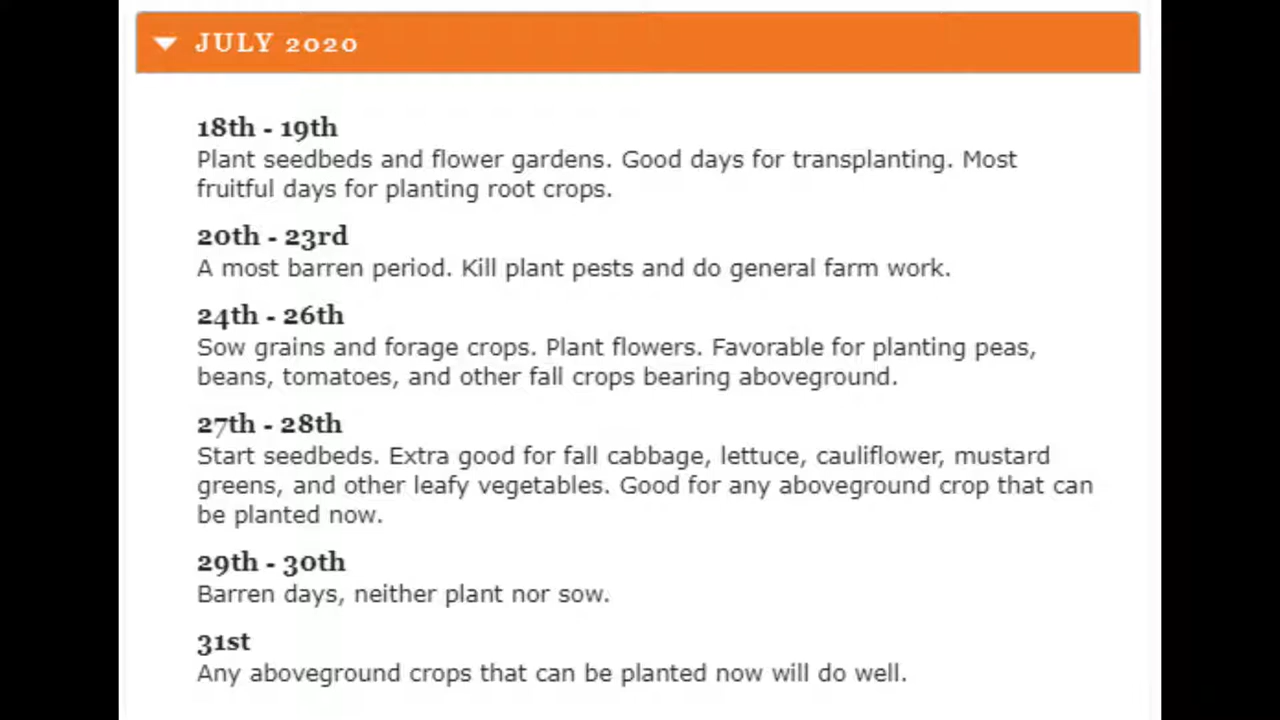 JULY 2020
18th - 19th
Plant seedbeds and flower gardens. Good days for transplanting. Most
fruitful days for planting root crops.
20th - 23rd
A most barren period. Kill plant pests and do general farm work.
24th - 26th
Sow grains and forage crops. Plant flowers. Favorable for planting peas,
beans, tomatoes, and other fall crops bearing aboveground.
27th - 28th
Start seedbeds. Extra good for fall cabbage, lettuce, cauliflower, mustard
greens, and other leafy vegetables. Good for any aboveground crop that can
be planted now.
29th - 30th
Barren days, neither plant nor sow.
31st
Any aboveground crops that can be planted now will do well.